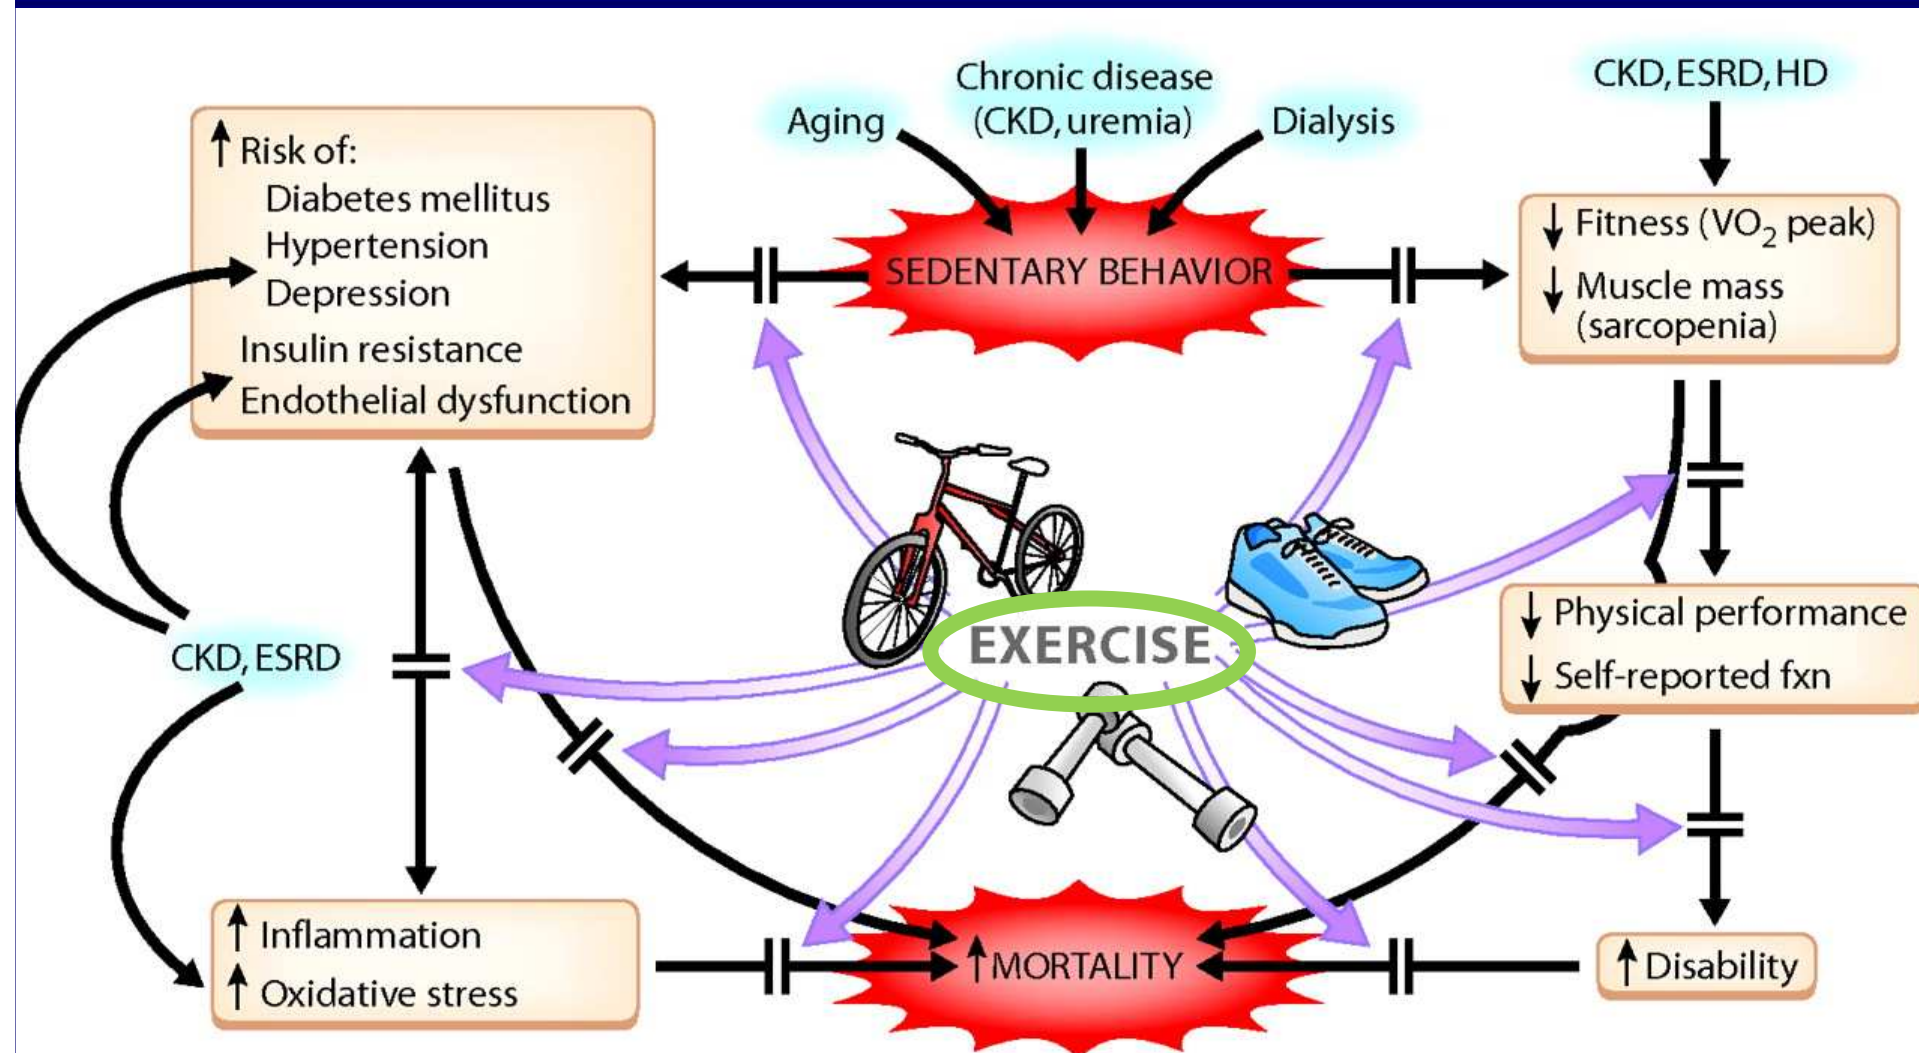 Chronic disease
(CKD, uremia)
Aging
Dialysis
CKD, ESRD, HD
↑ Risk of:
Diabetes mellitus
Hypertension
Depression
Insulin resistance
Endothelial dysfunction
SEDENTARY BEHAVIOR
↓ Fitness (VO₂ peak)
↓ Muscle mass
(sarcopenia)
EXERCISE
CKD, ESRD
↓ Physical performance
↓ Self-reported fxn
↑ Inflammation
↑ Oxidative stress
↑ MORTALITY
↑ Disability